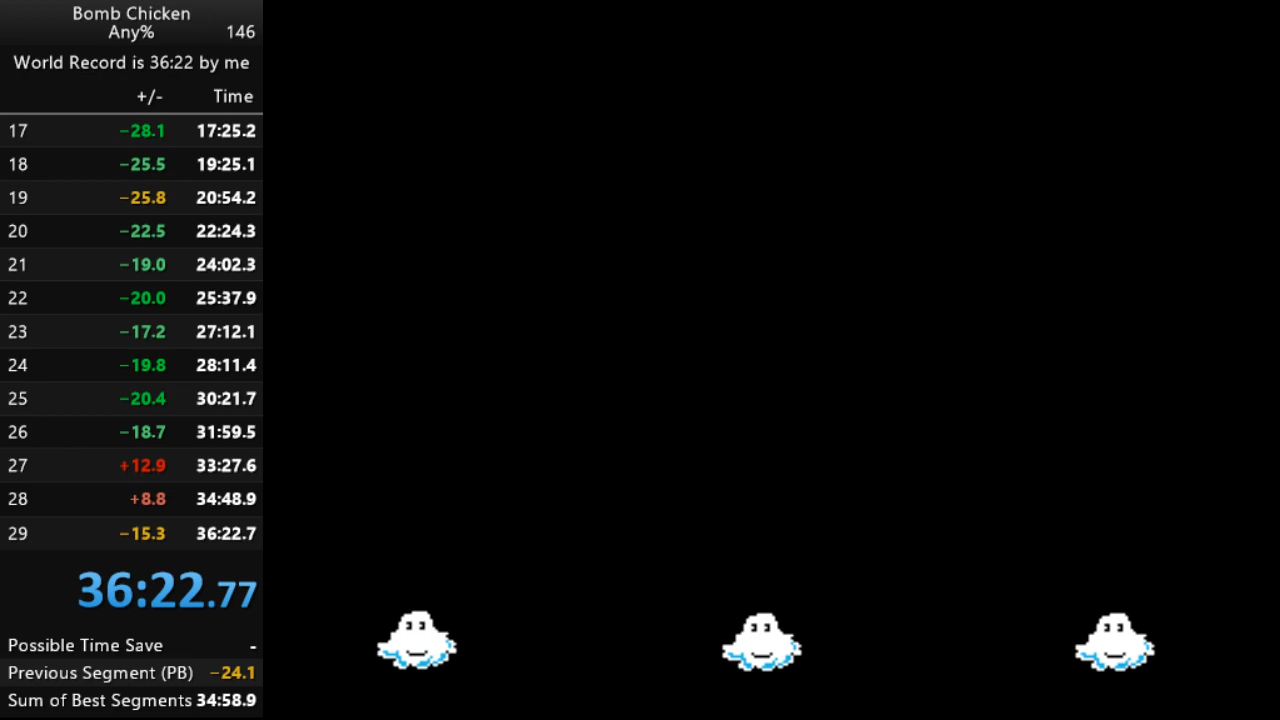 Bomb Chicken
Any% 146
World Record is 36:22 by me
+/- Time
17 −28.1 17:25.2
18 −25.5 19:25.1
19 −25.8 20:54.2
20 −22.5 22:24.3
21 −19.0 24:02.3
22 −20.0 25:37.9
23 −17.2 27:12.1
24 −19.8 28:11.4
25 −20.4 30:21.7
26 −18.7 31:59.5
27 +12.9 33:27.6
28 +8.8 34:48.9
29 −15.3 36:22.7
36:22.77
Possible Time Save -
Previous Segment (PB) −24.1
Sum of Best Segments 34:58.9